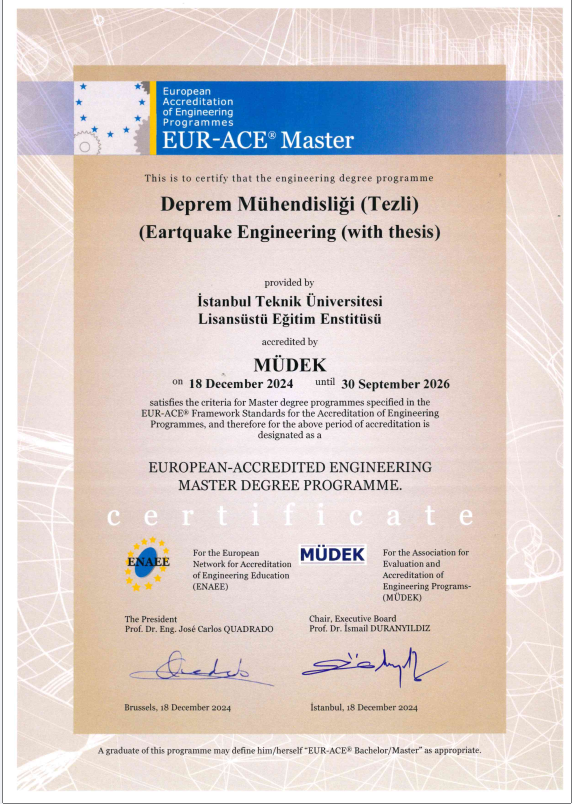 European
Accreditation
of Engineering
Programmes
EUR-ACE® Master
This is to certify that the engineering degree programme
Deprem Mühendisliği (Tezli)
(Eartquake Engineering (with thesis)
provided by
İstanbul Teknik Üniversitesi
Lisansüstü Eğitim Enstitüsü
accredited by
MÜDEK
on 18 December 2024 until 30 September 2026
satisfies the criteria for Master degree programmes specified in the
EUR-ACE® Framework Standards for the Accreditation of Engineering
Programmes, and therefore for the above period of accreditation is
designated as a
EUROPEAN-ACCREDITED ENGINEERING
MASTER DEGREE PROGRAMME.
certificate
ENAEE
For the European
Network for Accreditation
of Engineering Education
(ENAEE)
MÜDEK
For the Association for
Evaluation and
Accreditation of
Engineering Programs-
(MÜDEK)
The President
Prof. Dr. Eng. José Carlos QUADRADO
Chair, Executive Board
Prof. Dr. İsmail DURANYILDIZ
Brussels, 18 December 2024
İstanbul, 18 December 2024
A graduate of this programme may define him/herself "EUR-ACE® Bachelor/Master" as appropriate.